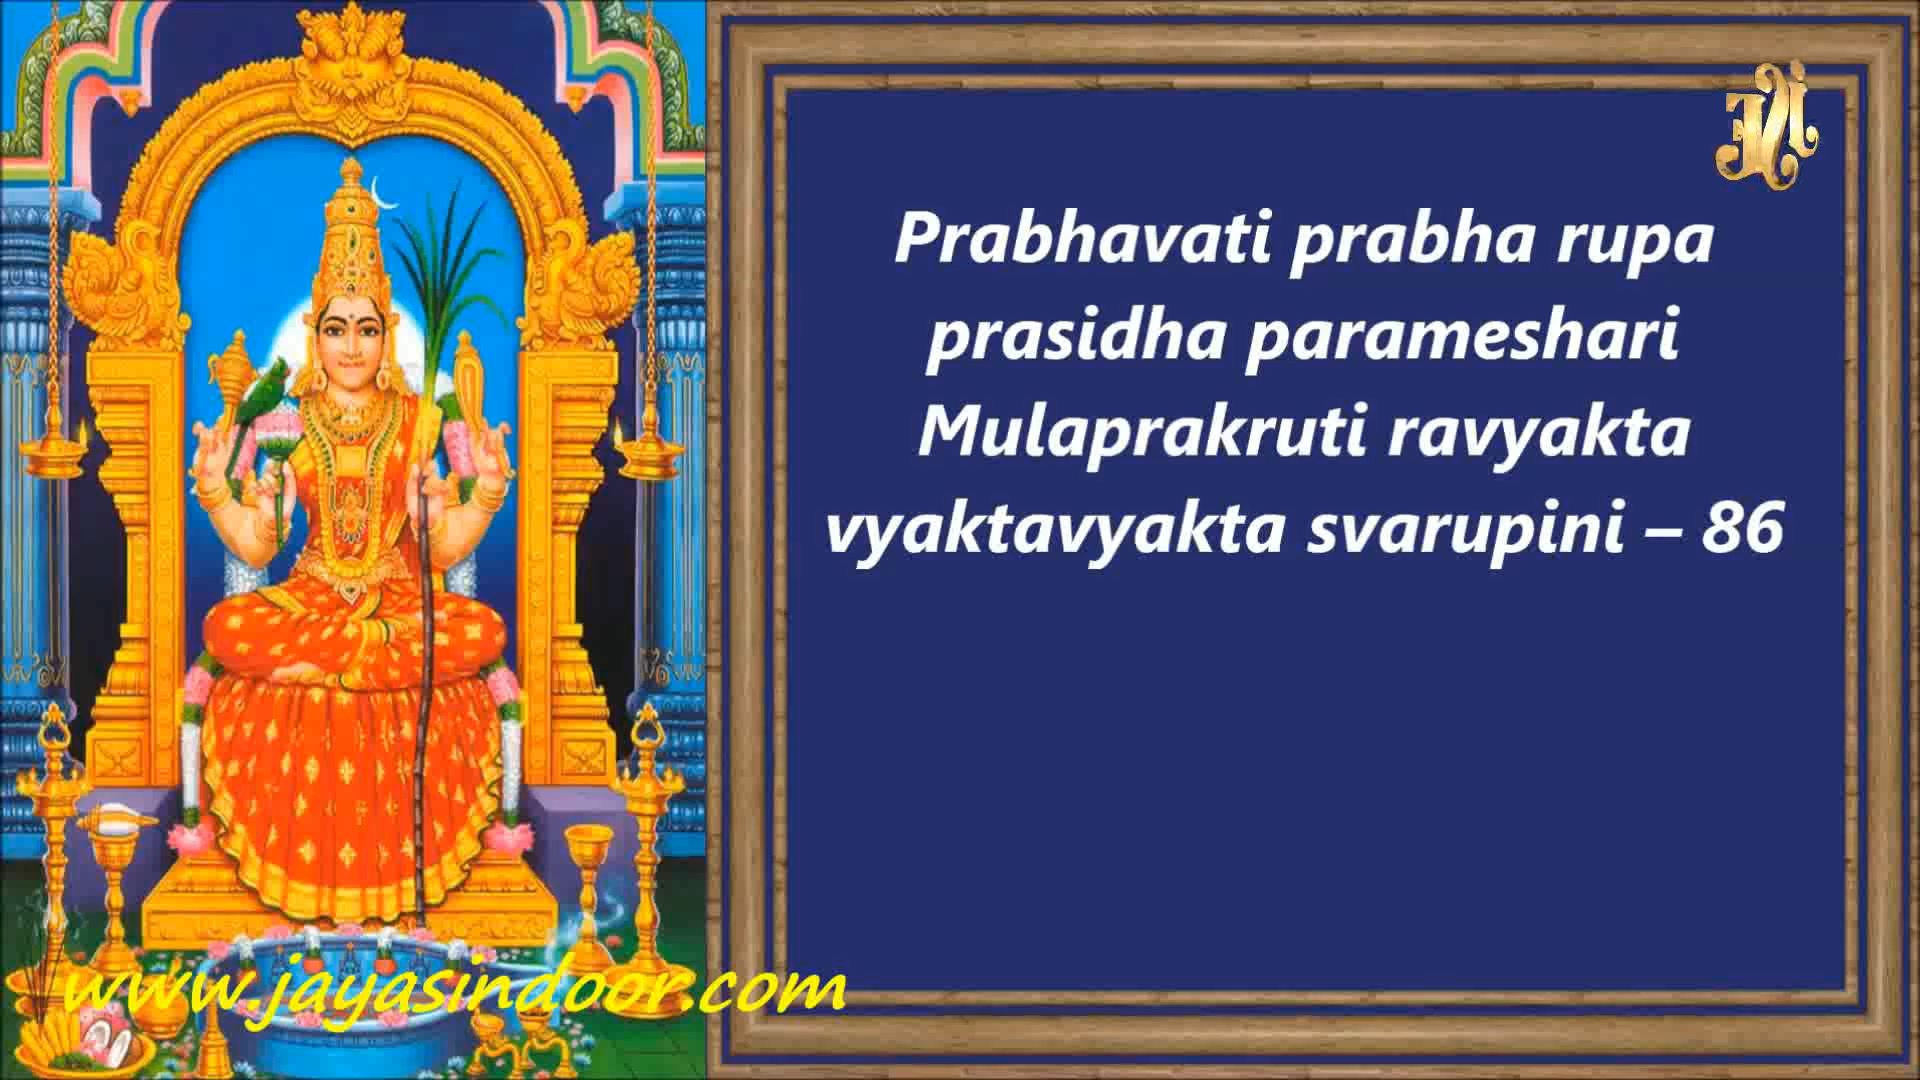 Prabhavati prabha rupa
prasidha parameshari
Mulaprakruti ravyakta
vyaktavyakta svarupini – 86
www.jayasindoor.com